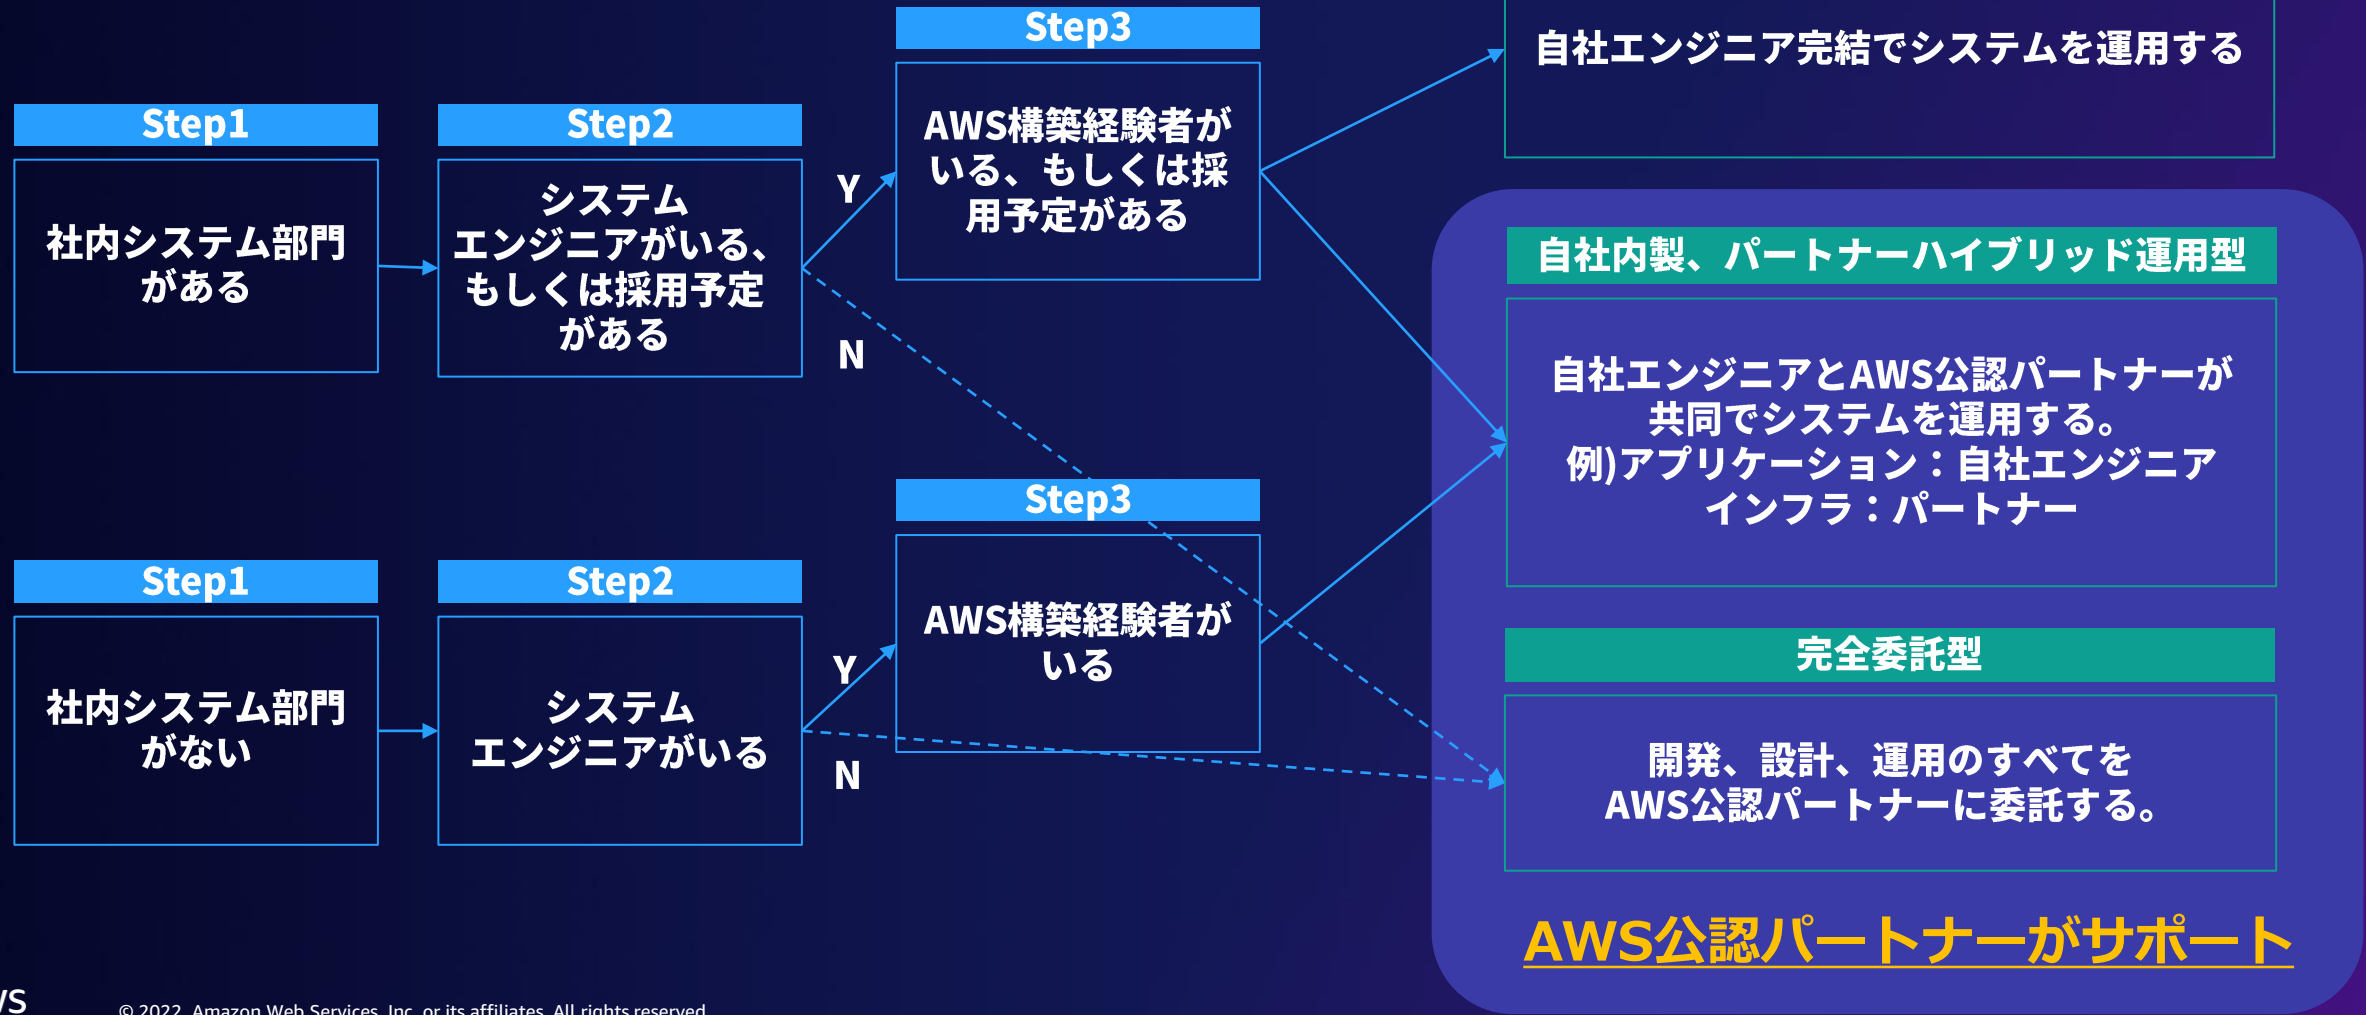 Step1
社内システム部門
がある
Step2
システム
エンジニアがいる、
もしくは採用予定
がある
Y
N
Step3
AWS構築経験者が
いる、もしくは採
用予定がある
自社エンジニア完結でシステムを運用する
自社内製、パートナーハイブリッド運用型
自社エンジニアとAWS公認パートナーが
共同でシステムを運用する。
例)アプリケーション：自社エンジニア
インフラ：パートナー
Step1
社内システム部門
がない
Step2
システム
エンジニアがいる
Y
N
Step3
AWS構築経験者が
いる
完全委託型
開発、設計、運用のすべてを
AWS公認パートナーに委託する。
AWS公認パートナーがサポート
© 2022, Amazon Web Services, Inc. or its affiliates. All rights reserved